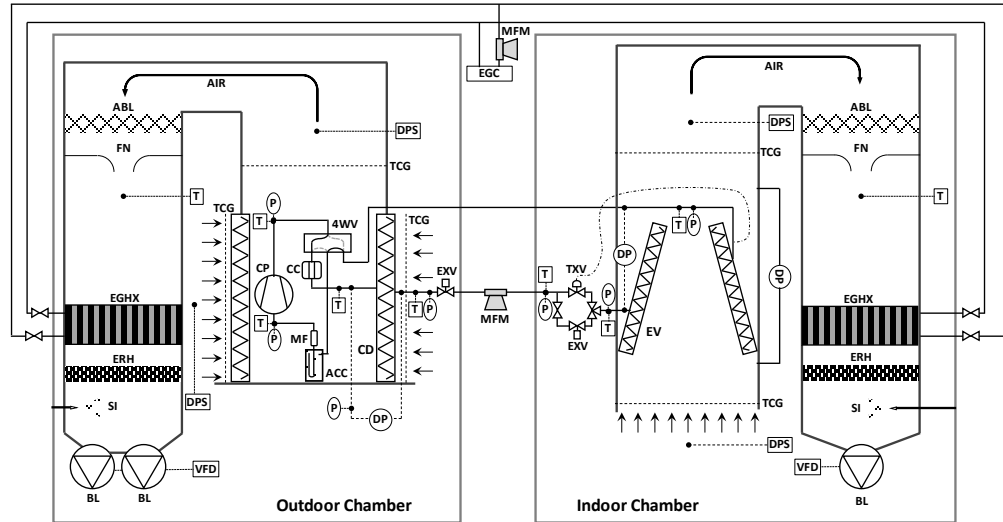 MFM
EGC
AIR
AIR
ABL
ABL
DPS
DPS
FN
FN
TCG
TCG
T
T
TCG
P
TCG
T
4WV
P
T
P
DP
CP
CC
EXV
T
TXV
DP
T
T
P
P
EGHX
MFM
P
T
EXV
EV
EGHX
T
P
MF
CD
ERH
ACC
ERH
DPS
P
DP
TCG
SI
SI
DPS
VFD
VFD
BL
BL
BL
Outdoor Chamber
Indoor Chamber